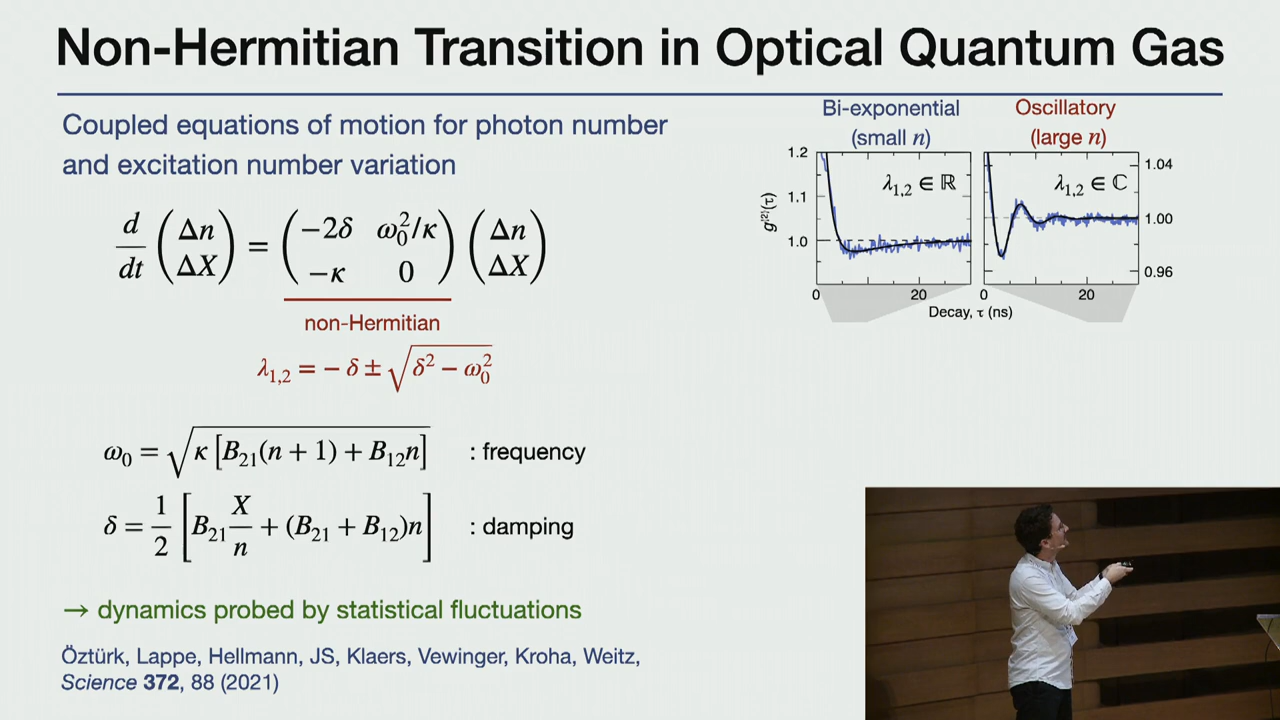 Non-Hermitian Transition in Optical Quantum Gas
Coupled equations of motion for photon number
and excitation number variation
d/dt (Δn ΔX) = (−2δ ω₀²/κ −κ 0) (Δn ΔX)
non-Hermitian
λ₁,₂ = − δ ± √(δ² − ω₀²)
ω₀ = √(κ [B₂₁(n + 1) + B₁₂n]) : frequency
δ = 1/2 [B₂₁ X/n + (B₂₁ + B₁₂)n] : damping
→ dynamics probed by statistical fluctuations
Öztürk, Lappe, Hellmann, JS, Klaers, Vewinger, Kroha, Weitz,
Science 372, 88 (2021)
Bi-exponential
(small n)
Oscillatory
(large n)
1.2
1.1
1.0
g⁽²⁾(τ)
λ₁,₂ ∈ ℝ
λ₁,₂ ∈ ℂ
1.04
1.00
0.96
0 20 0 20
Decay, τ (ns)